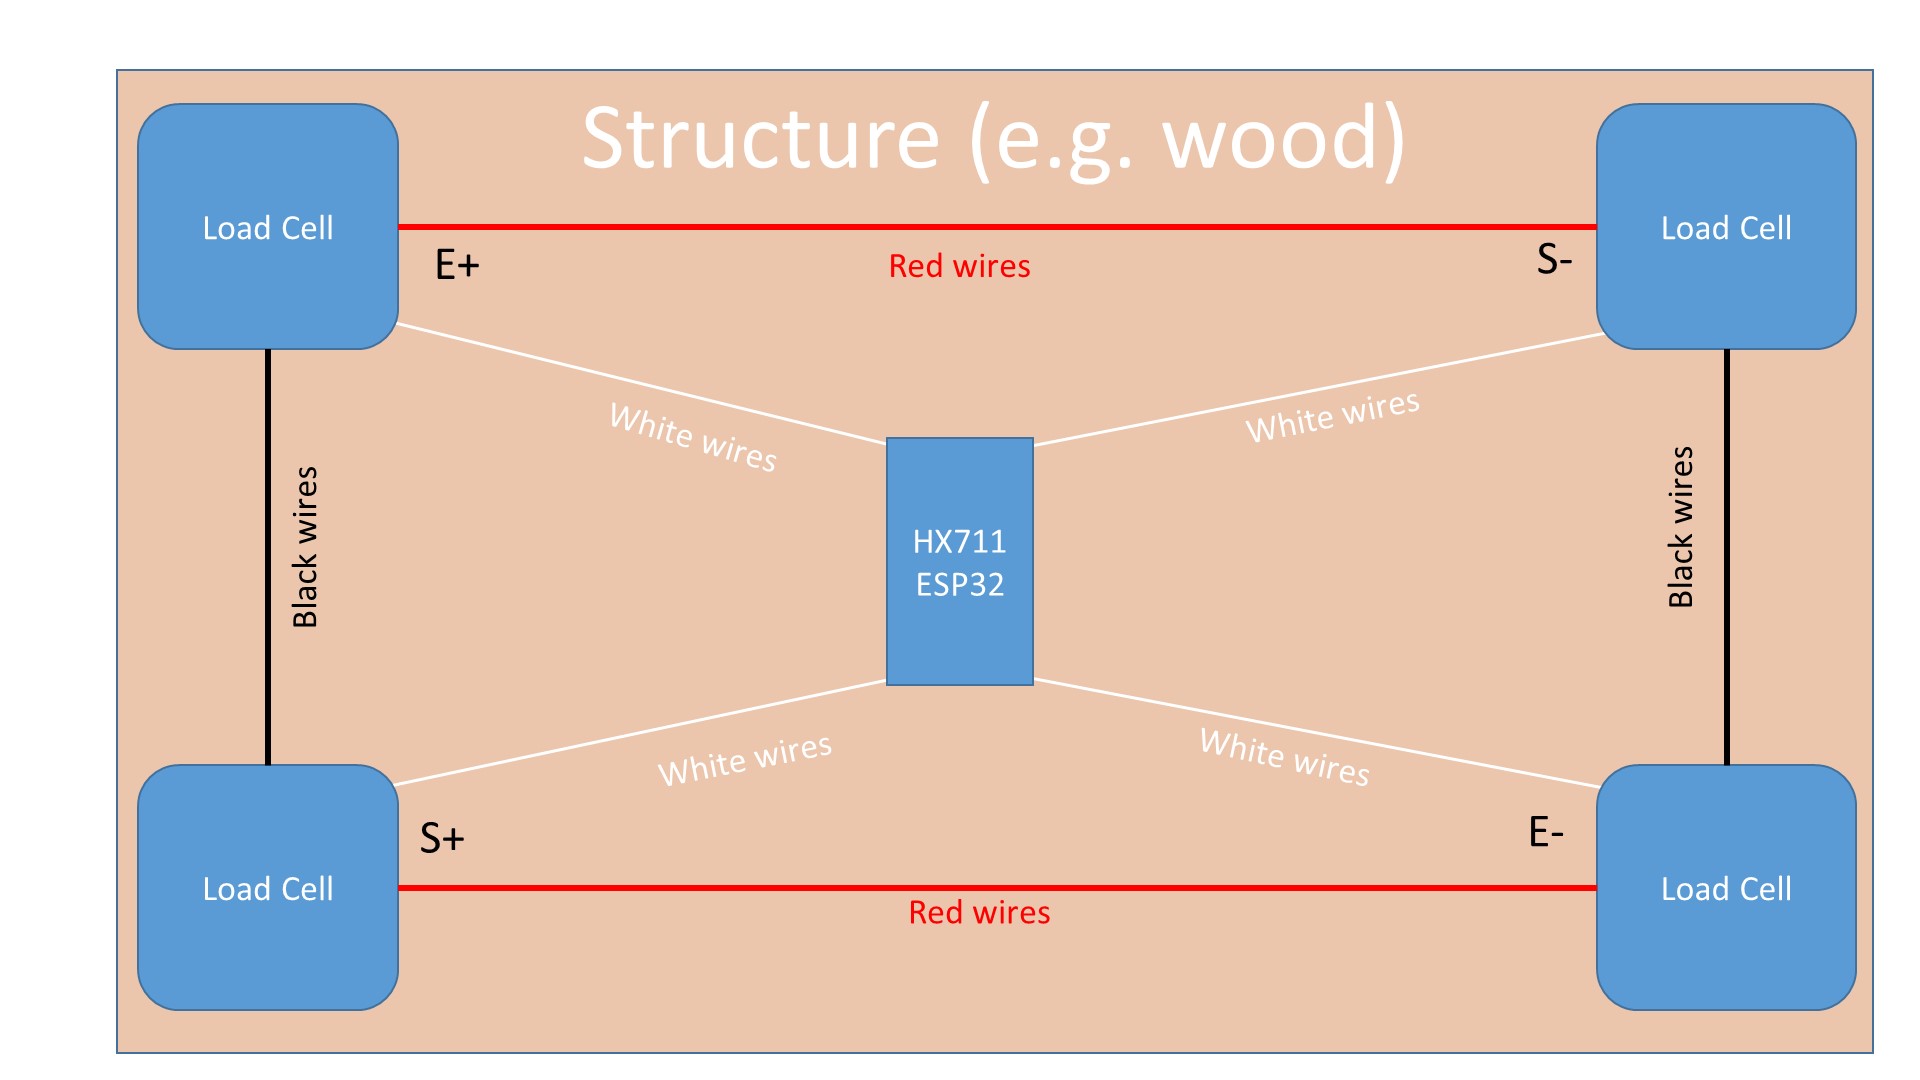 Structure (e.g. wood)
Load Cell
Load Cell
E+
Red wires
S-
White wires
White wires
Black wires
Black wires
HX711
ESP32
White wires
White wires
S+
E-
Load Cell
Load Cell
Red wires